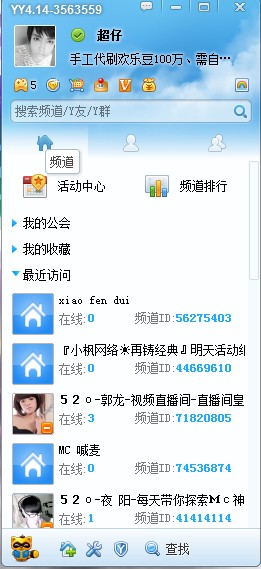 YY4.14-3563559
超仔
手工代刷欢乐豆100万、需自…
5
搜索频道/Y友/Y群
频道
活动中心
频道排行
我的公会
我的收藏
最近访问
xiao fen dui
在线:0 频道ID:56275403
『小枫网络☀再铸经典』明天活动纟
在线:0 频道ID:44669610
５２０-郭龙-视频直播间-直播间皇
在线:3 频道ID:71820805
MC 喊麦
在线:0 频道ID:74536874
５２０-夜 阳-每天带你探索Ｍｃ神
在线:1 频道ID:41414114
查找